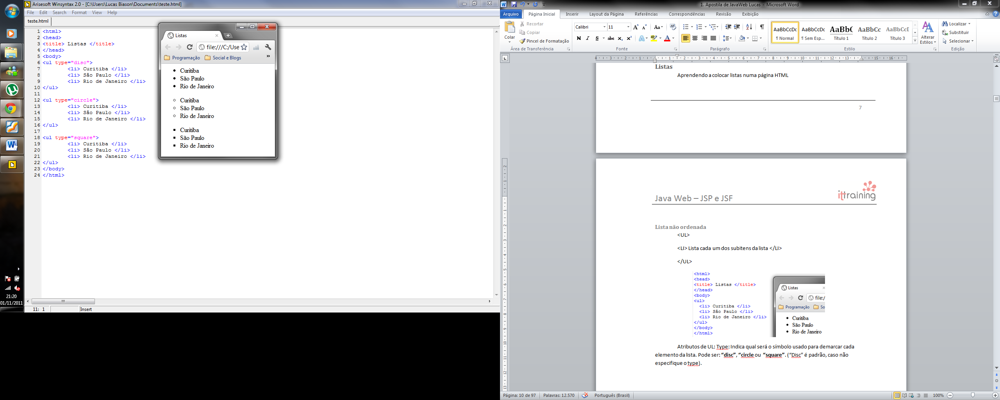 Arisesoft Winsyntax 2.0 - [C:\Users\Lucas Biason\Documents\teste.html]
File Edit Search Format View Help
teste.html
1 <html>
2 <head>
3 <title> Listas </title>
4 </head>
5 <body>
6 <ul type="disc">
7 <li> Curitiba </li>
8 <li> São Paulo </li>
9 <li> Rio de Janeiro </li>
10 </ul>
11
12 <ul type="circle">
13 <li> Curitiba </li>
14 <li> São Paulo </li>
15 <li> Rio de Janeiro </li>
16 </ul>
17
18 <ul type="square">
19 <li> Curitiba </li>
20 <li> São Paulo </li>
21 <li> Rio de Janeiro </li>
22 </ul>
23 </body>
24 </html>
11: 1 Insert
21:20
01/11/2011
Listas
file:///C:/Use
Programação Social e Blogs »
Curitiba
São Paulo
Rio de Janeiro
Curitiba
São Paulo
Rio de Janeiro
Curitiba
São Paulo
Rio de Janeiro
1. Apostila de JavaWeb Lucas - Microsoft Word
Arquivo Página Inicial Inserir Layout da Página Referências Correspondências Revisão Exibição
Colar
Recortar
Copiar
Pincel de Formatação
Área de Transferência
Calibri 11
N I S abc x₂ x²
Fonte
Parágrafo
AaBbCcDc AaBbCcDc AaBbC AaBbCc AaBbCcI
¶ Normal ¶ Sem Esp... Título 1 Título 2 Título 3
Alterar
Estilos
Estilo
Localizar
Substituir
Selecionar
Edição
Listas
Aprendendo a colocar listas numa página HTML
7
Java Web – JSP e JSF
ittraining
Lista não ordenada
<UL>
<LI> Lista cada um dos subitens da lista </LI>
</UL>
<html>
<head>
<title> Listas </title>
</head>
<body>
<ul>
<li> Curitiba </li>
<li> São Paulo </li>
<li> Rio de Janeiro </li>
</ul>
</body>
</html>
Listas
file:/
Programação So
Curitiba
São Paulo
Rio de Janeiro
Atributos de UL: Type: Indica qual será o símbolo usado para demarcar cada
elemento da lista. Pode ser: “disc”, “circle ou “square”. (“Disc” é padrão, caso não
especifique o type).
Página: 10 de 97 Palavras: 12.570 Português (Brasil) 100%